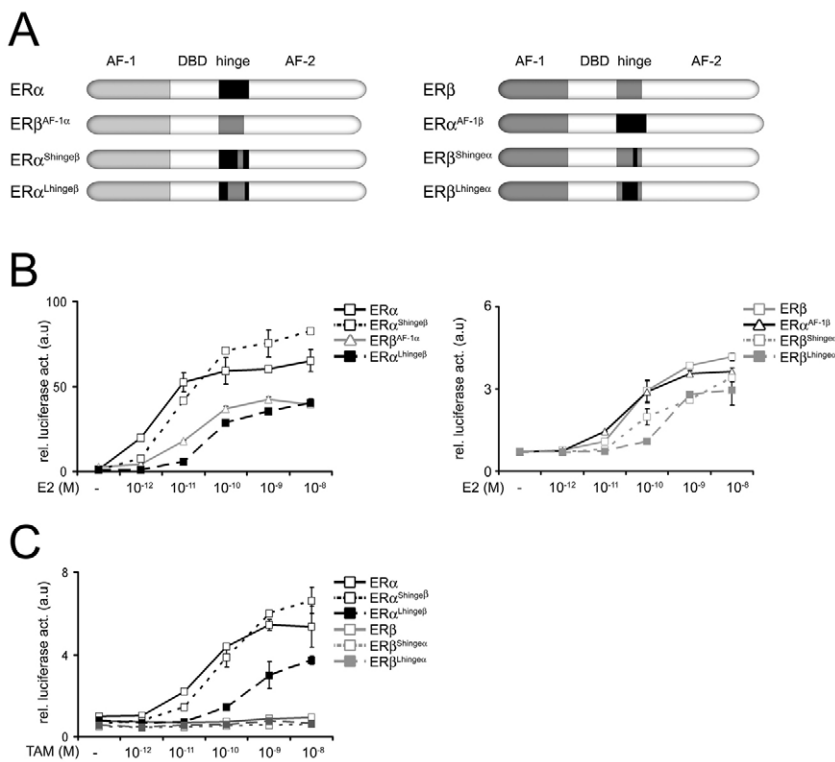 A
AF-1 DBD hinge AF-2
ERα
ERβAF-1α
ERαShingeβ
ERαLhingeβ
AF-1 DBD hinge AF-2
ERβ
ERαAF-1β
ERβShingeα
ERβLhingeα
B
rel. luciferase act. (a.u)
100
50
0
E2 (M) - 10-12 10-11 10-10 10-9 10-8
ERα
ERαShingeβ
ERβAF-1α
ERαLhingeβ
rel. luciferase act. (a.u)
6
3
0
E2 (M) - 10-12 10-11 10-10 10-9 10-8
ERβ
ERαAF-1β
ERβShingeα
ERβLhingeα
C
rel. luciferase act. (a.u)
8
4
0
TAM (M) - 10-12 10-11 10-10 10-9 10-8
ERα
ERαShingeβ
ERαLhingeβ
ERβ
ERβShingeα
ERβLhingeα